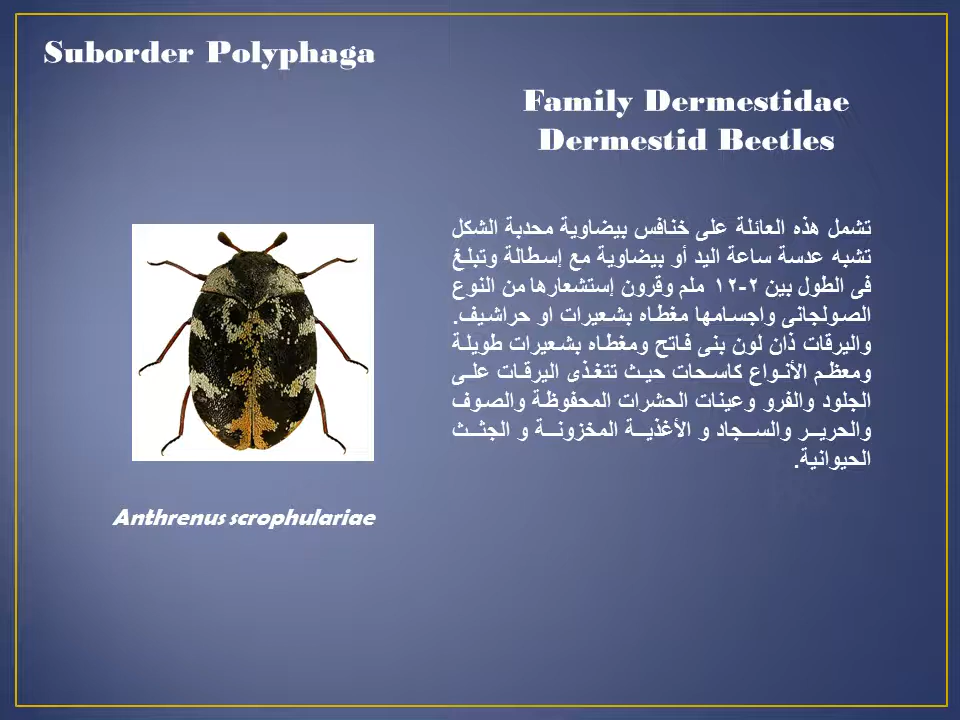 Suborder Polyphaga
Family Dermestidae
Dermestid Beetles
تشمل هذه العائلة على خنافس بيضاوية محدبة الشكل
تشبه عدسة ساعة اليد أو بيضاوية مع إسطالة وتبلغ
فى الطول بين ٢-١٢ ملم وقرون إستشعارها من النوع
الصولجانى واجسامها مغطاه بشعيرات او حراشيف.
واليرقات ذان لون بنى فاتح ومغطاه بشعيرات طويلة
ومعظم الأنواع كاسحات حيث تتغذى اليرقات على
الجلود والفرو وعينات الحشرات المحفوظة والصوف
والحرير والسجاد و الأغذية المخزونة و الجثث
الحيوانية.
Anthrenus scrophulariae